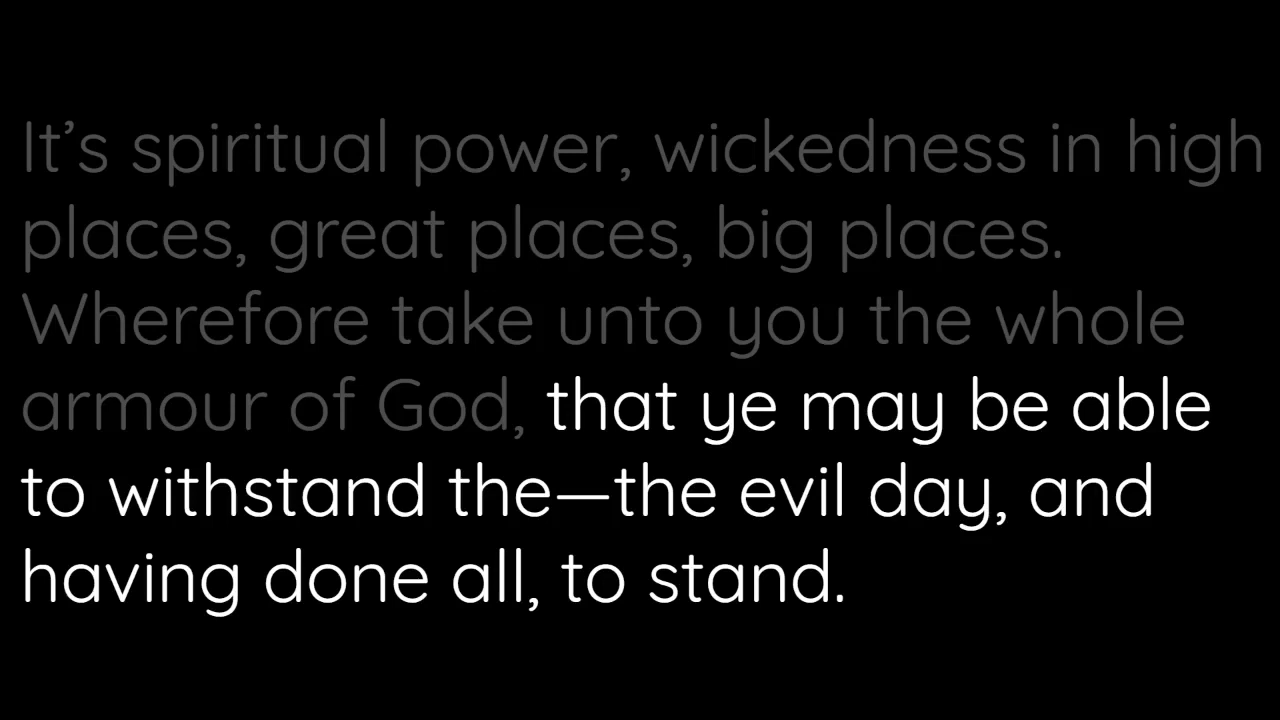 It’s spiritual power, wickedness in high
places, great places, big places.
Wherefore take unto you the whole
armour of God, that ye may be able
to withstand the—the evil day, and
having done all, to stand.